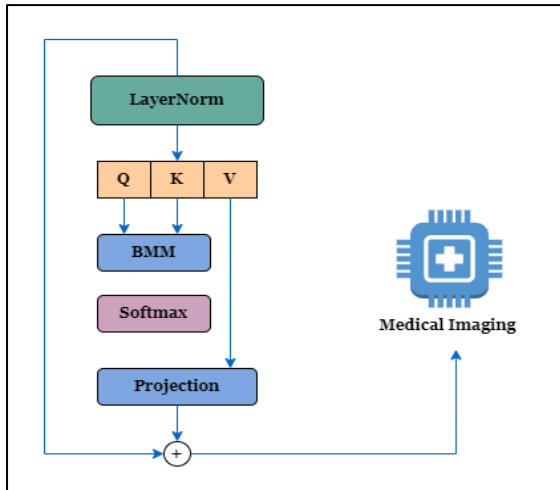 LayerNorm
Q K V
BMM
Softmax
Medical Imaging
Projection
+